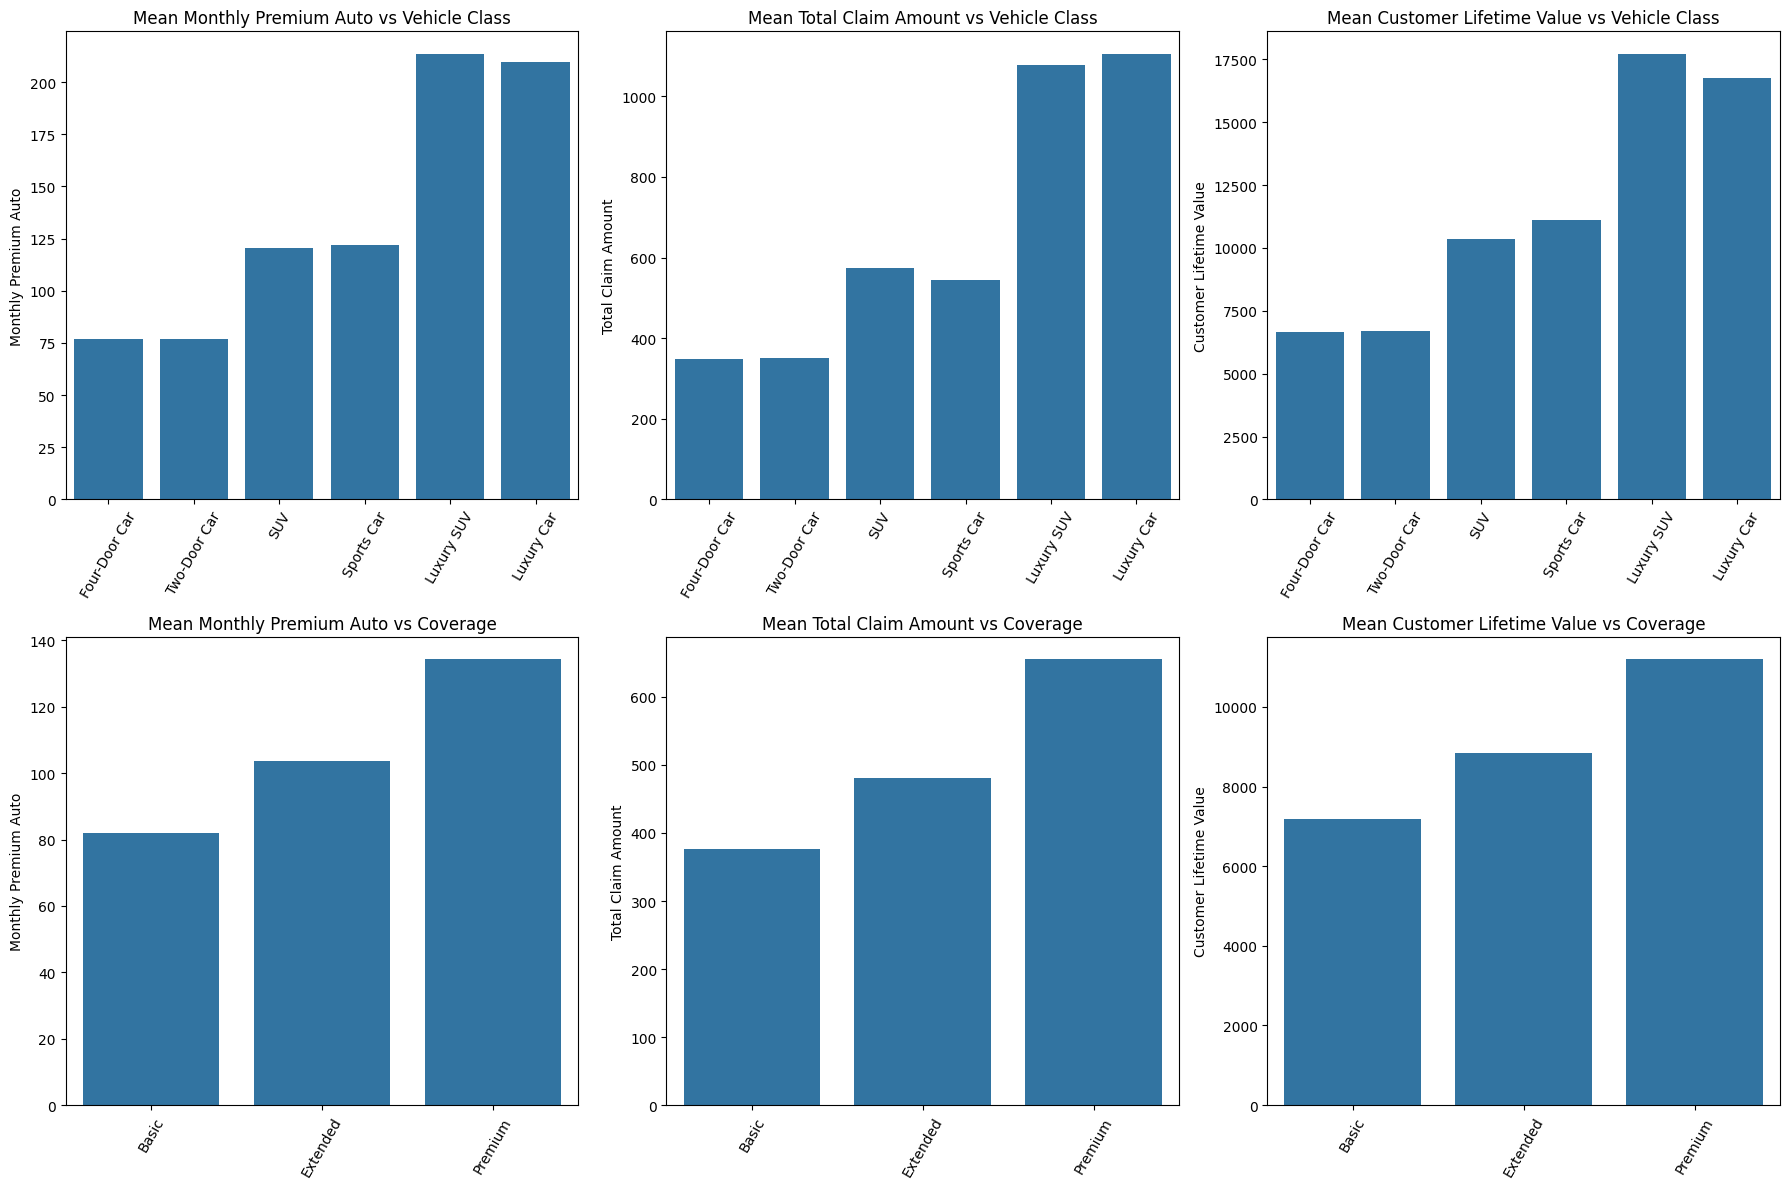 Mean Monthly Premium Auto vs Vehicle Class
Monthly Premium Auto
200
175
150
125
100
75
50
25
0
Four-Door Car
Two-Door Car
SUV
Sports Car
Luxury SUV
Luxury Car
Mean Total Claim Amount vs Vehicle Class
Total Claim Amount
1000
800
600
400
200
0
Four-Door Car
Two-Door Car
SUV
Sports Car
Luxury SUV
Luxury Car
Mean Customer Lifetime Value vs Vehicle Class
Customer Lifetime Value
17500
15000
12500
10000
7500
5000
2500
0
Four-Door Car
Two-Door Car
SUV
Sports Car
Luxury SUV
Luxury Car
Mean Monthly Premium Auto vs Coverage
Monthly Premium Auto
140
120
100
80
60
40
20
0
Basic
Extended
Premium
Mean Total Claim Amount vs Coverage
Total Claim Amount
600
500
400
300
200
100
0
Basic
Extended
Premium
Mean Customer Lifetime Value vs Coverage
Customer Lifetime Value
10000
8000
6000
4000
2000
0
Basic
Extended
Premium